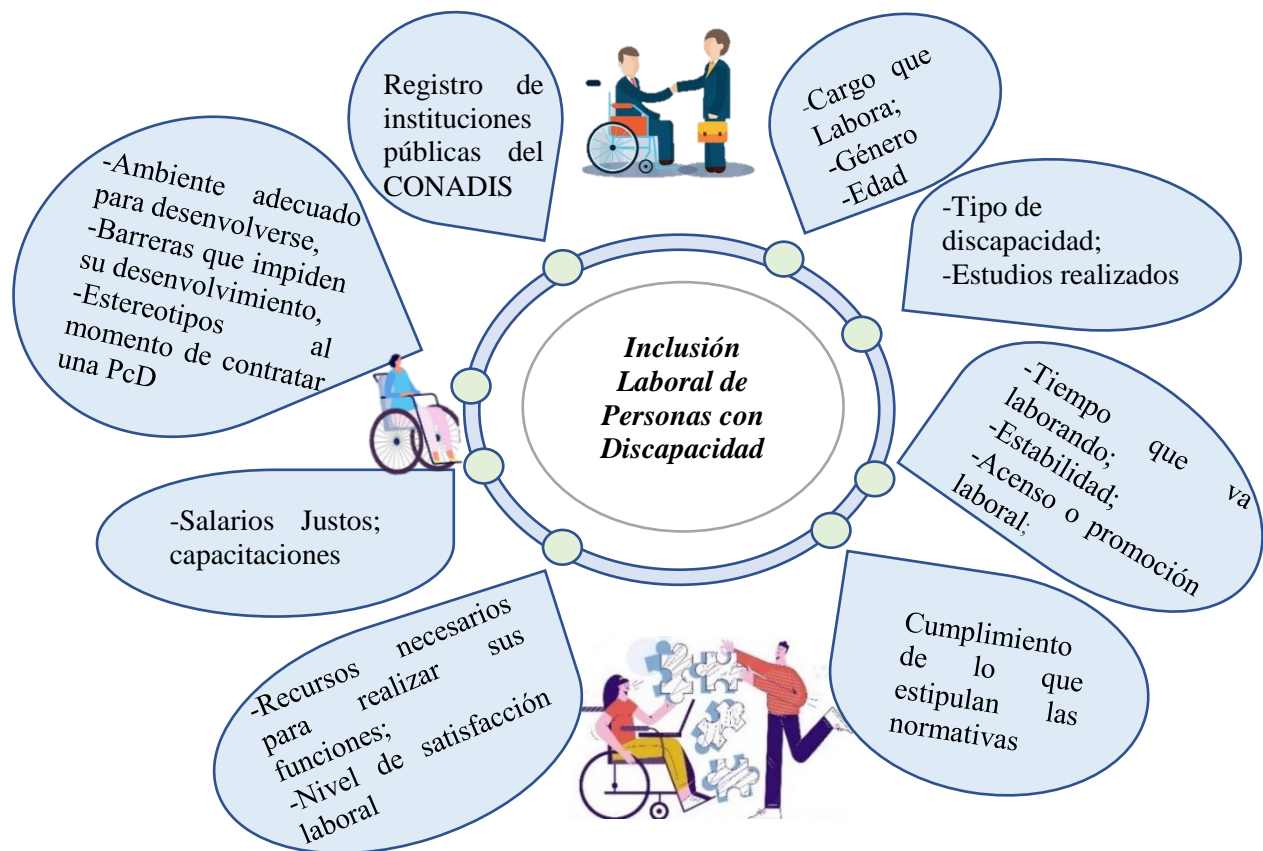 Registro de
instituciones
públicas del
CONADIS
-Cargo que
Labora;
-Género
-Edad
-Tipo de
discapacidad;
-Estudios realizados
-Tiempo que va
laborando;
-Estabilidad;
-Acenso o promoción
laboral;
Cumplimiento
de lo que
estipulan las
normativas
-Recursos necesarios
para realizar sus
funciones;
-Nivel de satisfacción
laboral
-Salarios Justos;
capacitaciones
-Ambiente adecuado
para desenvolverse,
-Barreras que impiden
su desenvolvimiento,
-Estereotipos al
momento de contratar
una PcD
Inclusión
Laboral de
Personas con
Discapacidad